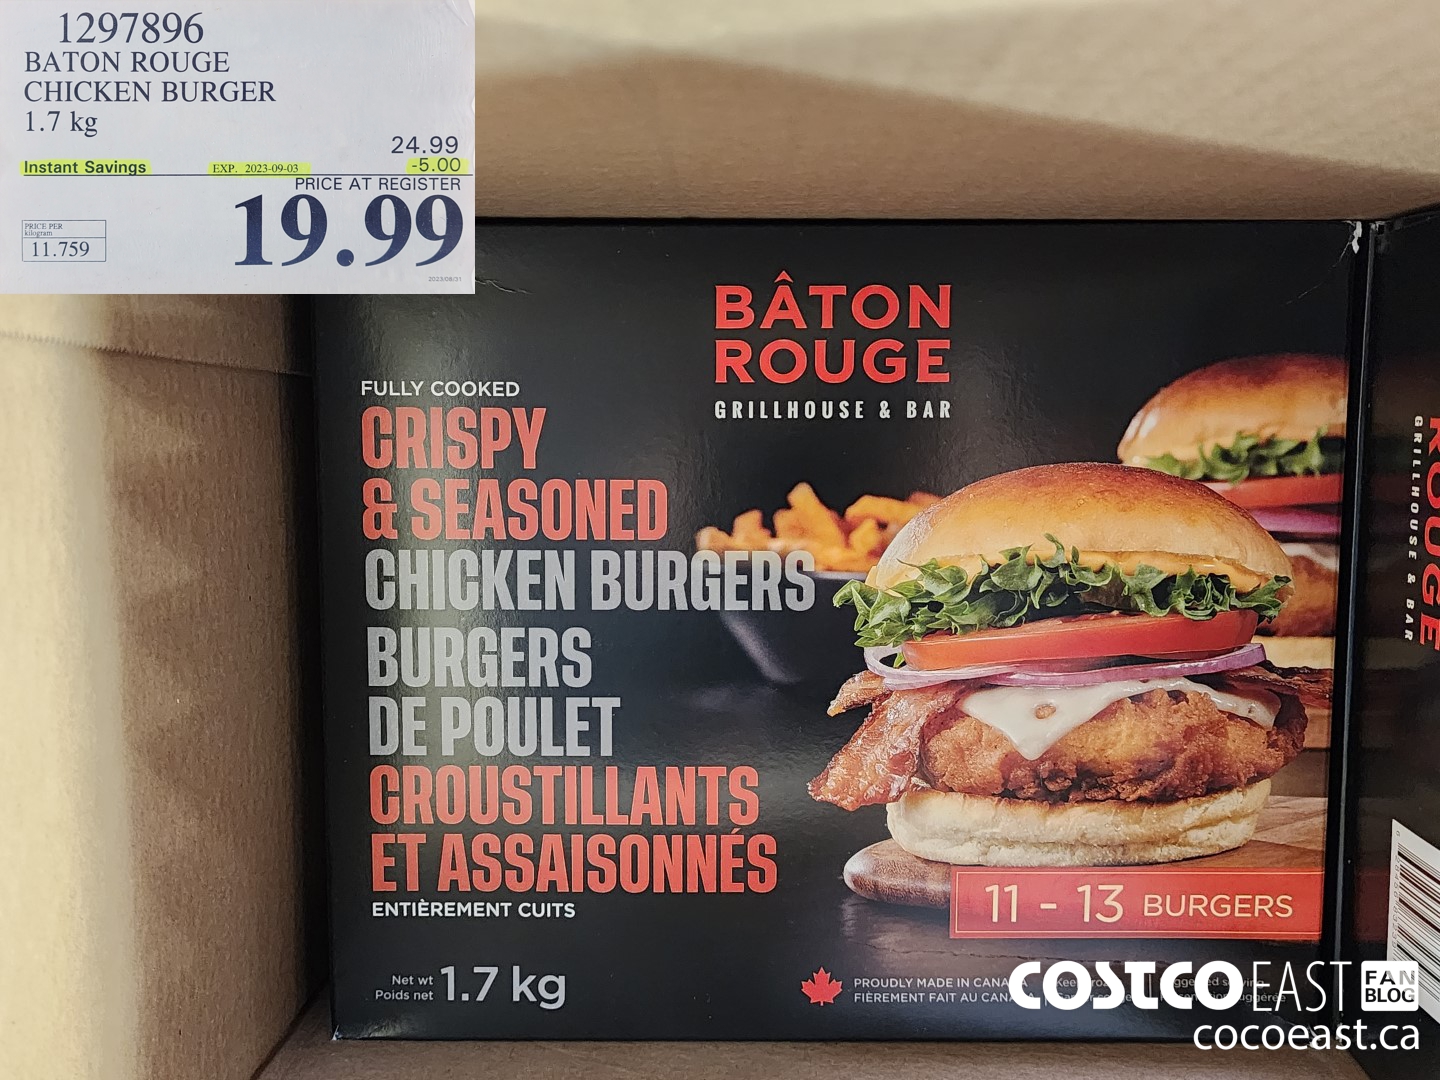 1297896
BATON ROUGE
CHICKEN BURGER
1.7 kg
24.99
Instant Savings EXP. 2023-09-03 -5.00
PRICE AT REGISTER
19.99
PRICE PER
kilogram
11.759
2023/08/31
BÂTON
ROUGE
GRILLHOUSE & BAR
FULLY COOKED
CRISPY
& SEASONED
CHICKEN BURGERS
BURGERS
DE POULET
CROUSTILLANTS
ET ASSAISONNÉS
ENTIÈREMENT CUITS
11 - 13 BURGERS
Net wt
Poids net
1.7 kg
PROUDLY MADE IN CANADA
FIÈREMENT FAIT AU CANA
ROUGE
GRILLHOUSE & BAR
COSTCO EAST FAN BLOG
cocoeast.ca